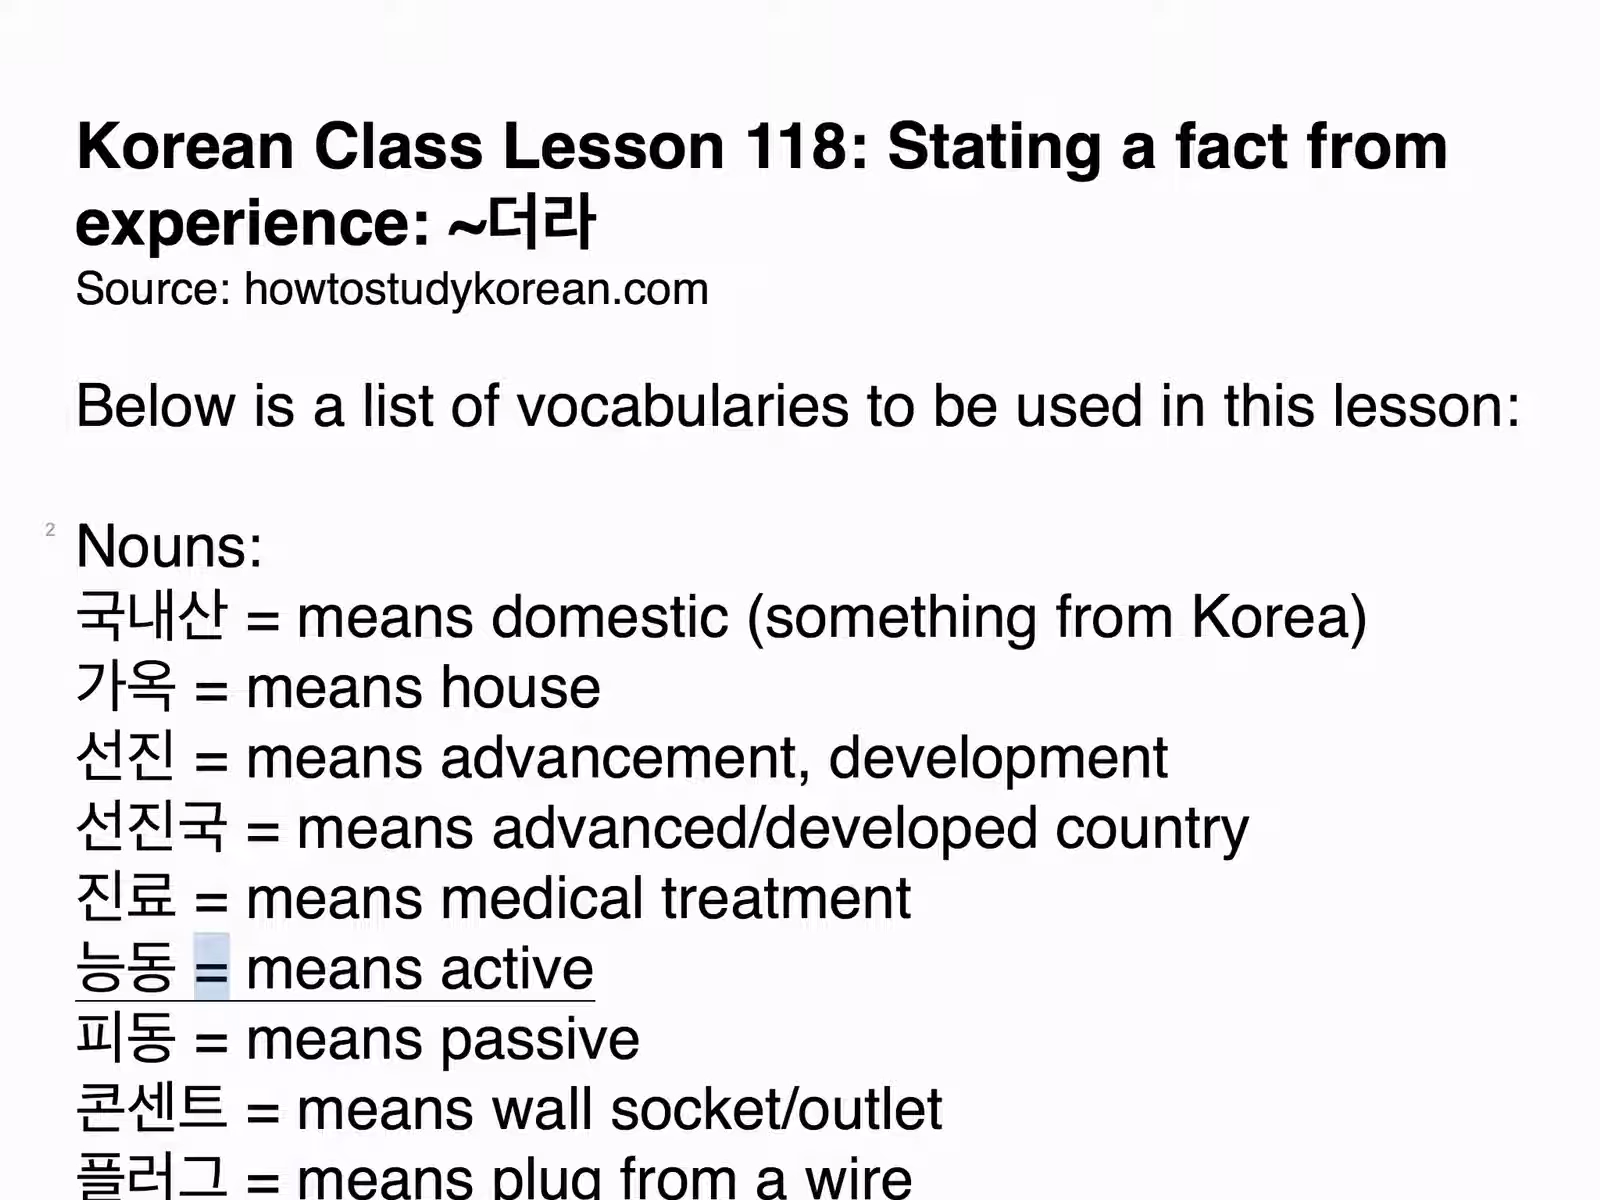 Korean Class Lesson 118: Stating a fact from
experience: ~더라
Source: howtostudykorean.com
Below is a list of vocabularies to be used in this lesson:
2
Nouns:
국내산 = means domestic (something from Korea)
가옥 = means house
선진 = means advancement, development
선진국 = means advanced/developed country
진료 = means medical treatment
능동 = means active
피동 = means passive
콘센트 = means wall socket/outlet
플러그 = means plug from a wire